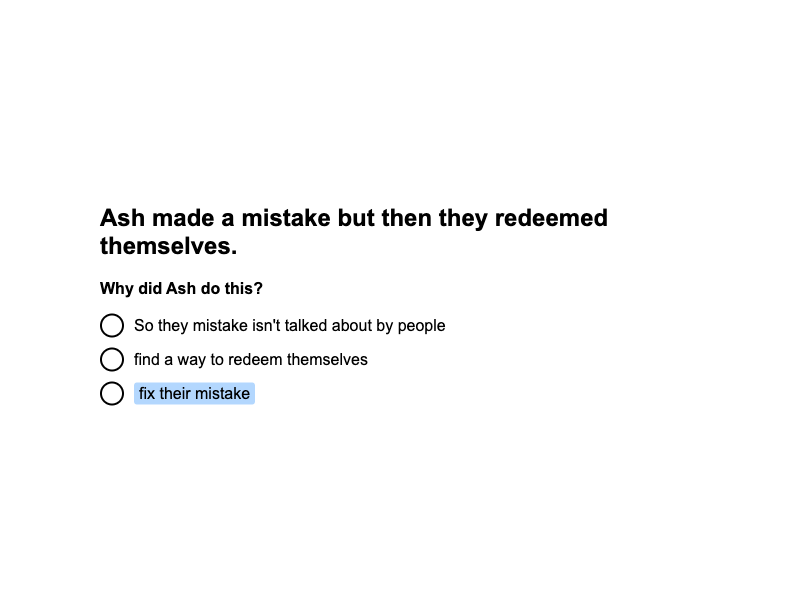 Ash made a mistake but then they redeemed
themselves.
Why did Ash do this?
So they mistake isn't talked about by people
find a way to redeem themselves
fix their mistake